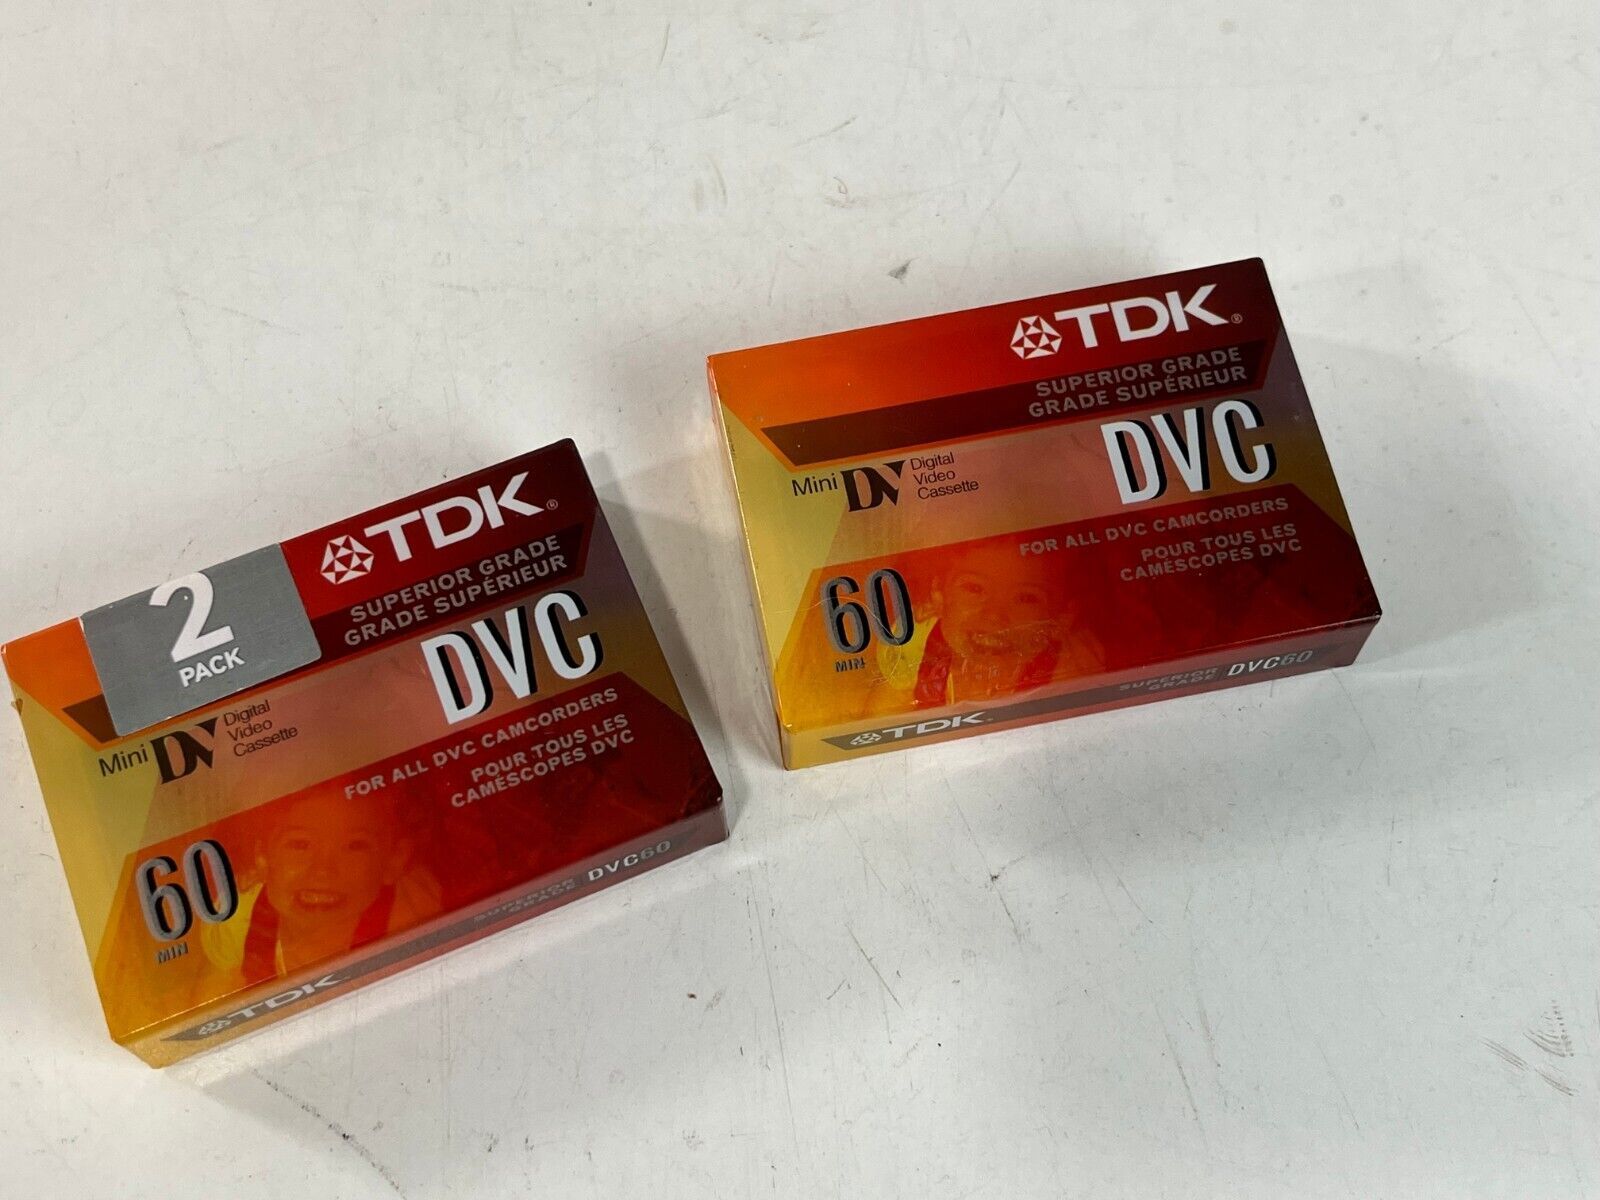 2
PACK
TDK®
SUPERIOR GRADE
GRADE SUPÉRIEUR
DVC
Mini DV Digital
Video
Cassette
FOR ALL DVC CAMCORDERS
POUR TOUS LES
CAMÉSCOPES DVC
60
MIN
TDK
SUPERIOR
GRADE DVC60
TDK®
SUPERIOR GRADE
GRADE SUPÉRIEUR
DVC
Mini DV Digital
Video
Cassette
FOR ALL DVC CAMCORDERS
POUR TOUS LES
CAMÉSCOPES DVC
60
MIN
TDK
SUPERIOR
GRADE DVC60